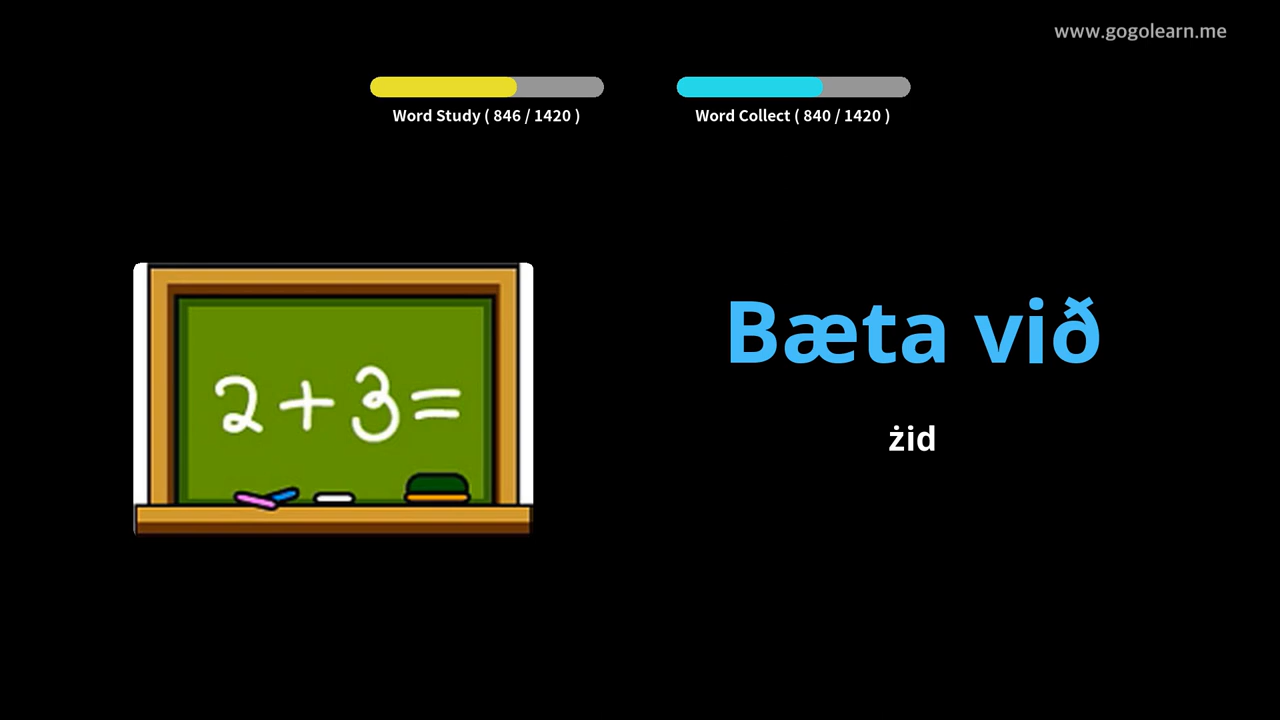 www.gogolearn.me
Word Study ( 846 / 1420 )
Word Collect ( 840 / 1420 )
2 + 3 =
Bæta við
żid